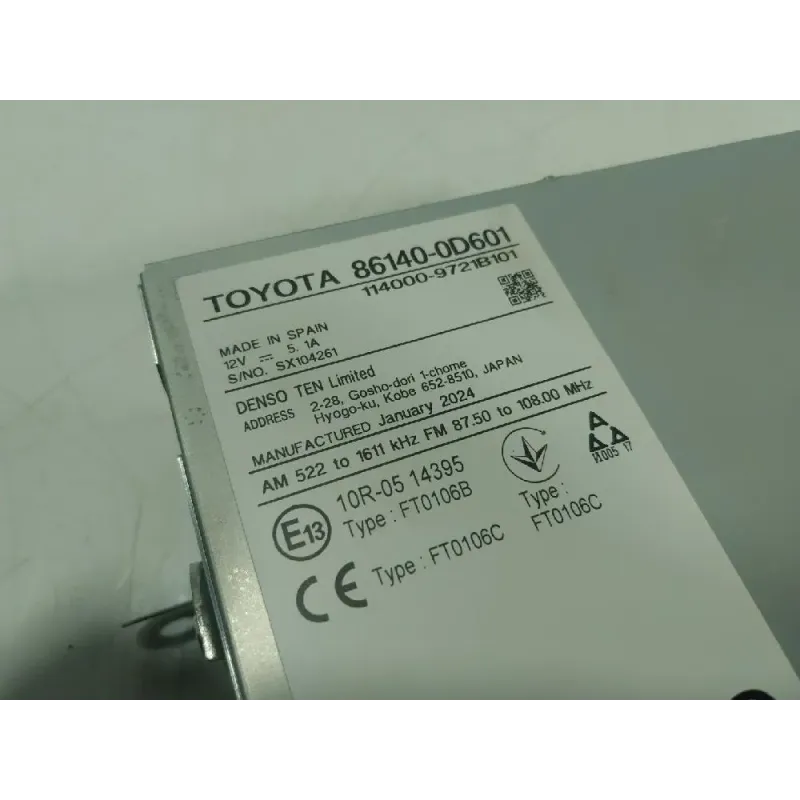 TOYOTA 86140-0D601
114000-9721B101
MADE IN SPAIN
12V ⎓ 5.1A
S/NO. SX104261
DENSO TEN Limited
ADDRESS 2-28, Gosho-dori 1-chome
Hyogo-ku, Kobe 652-8510, JAPAN
MANUFACTURED January 2024
AM 522 to 1611 kHz FM 87.50 to 108.00 MHz
E13 10R-05 14395
Type : FT0106B
Type :
FT0106C
И005 17
CE Type : FT0106C